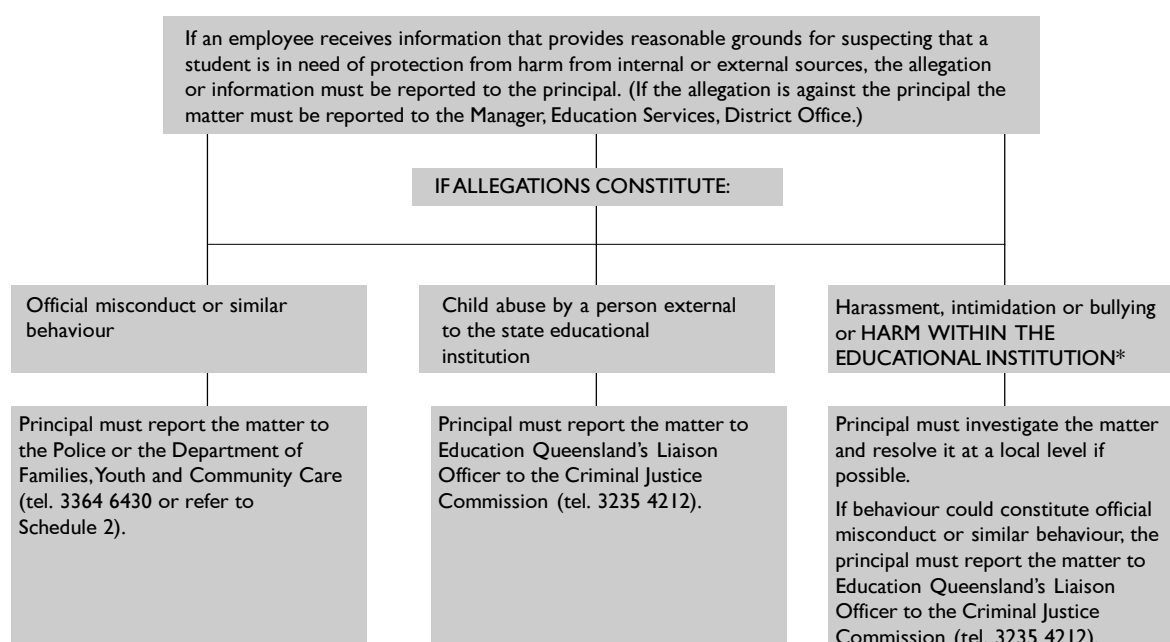 If an employee receives information that provides reasonable grounds for suspecting that a
student is in need of protection from harm from internal or external sources, the allegation
or information must be reported to the principal. (If the allegation is against the principal the
matter must be reported to the Manager, Education Services, District Office.)
IF ALLEGATIONS CONSTITUTE:
Official misconduct or similar
behaviour
Child abuse by a person external
to the state educational
institution
Harassment, intimidation or bullying
or HARM WITHIN THE
EDUCATIONAL INSTITUTION*
Principal must report the matter to
the Police or the Department of
Families, Youth and Community Care
(tel. 3364 6430 or refer to
Schedule 2).
Principal must report the matter to
Education Queensland's Liaison
Officer to the Criminal Justice
Commission (tel. 3235 4212).
Principal must investigate the matter
and resolve it at a local level if
possible.
If behaviour could constitute official
misconduct or similar behaviour, the
principal must report the matter to
Education Queensland's Liaison
Officer to the Criminal Justice
Commission (tel. 3235 4212)